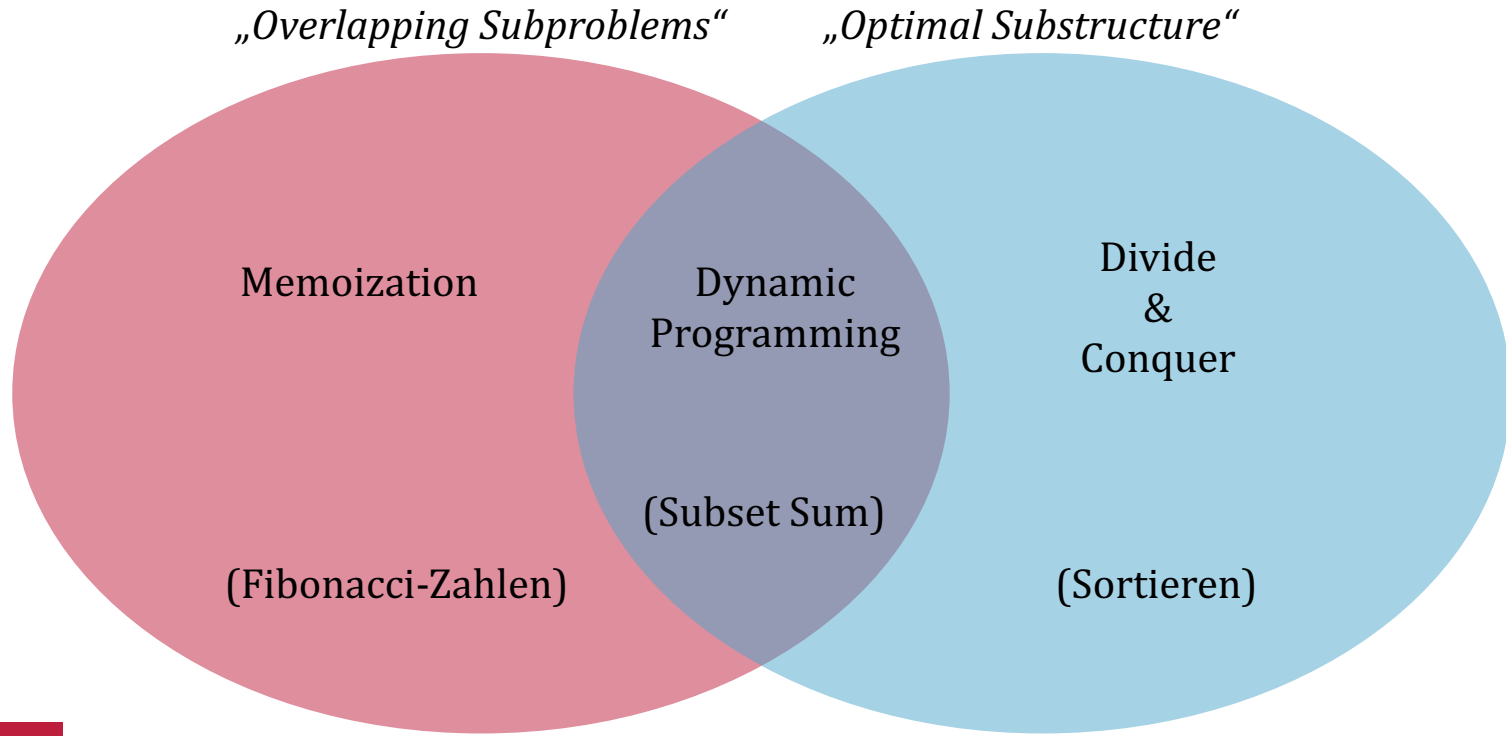 „Overlapping Subproblems“
„Optimal Substructure“
Memoization
Dynamic
Programming
Divide
&
Conquer
(Subset Sum)
(Fibonacci-Zahlen)
(Sortieren)